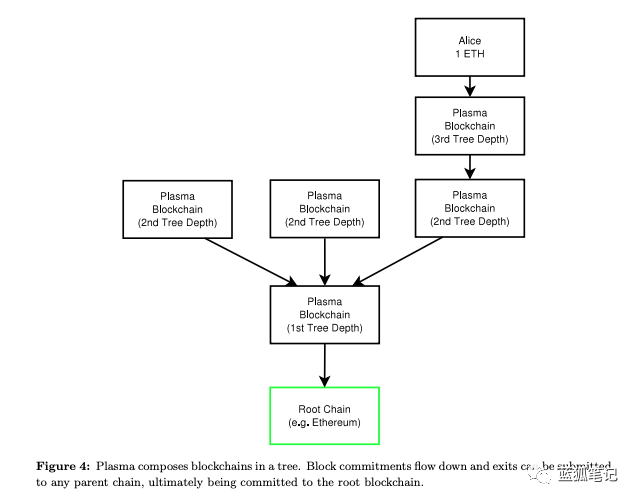 Alice
1 ETH
Plasma
Blockchain
(3rd Tree Depth)
Plasma
Blockchain
(2nd Tree Depth)
Plasma
Blockchain
(2nd Tree Depth)
Plasma
Blockchain
(2nd Tree Depth)
Plasma
Blockchain
(1st Tree Depth)
Root Chain
(e.g. Ethereum)
Figure 4: Plasma composes blockchains in a tree. Block commitments flow down and exits can be submitted
to any parent chain, ultimately being committed to the root blockchain.
蓝狐笔记